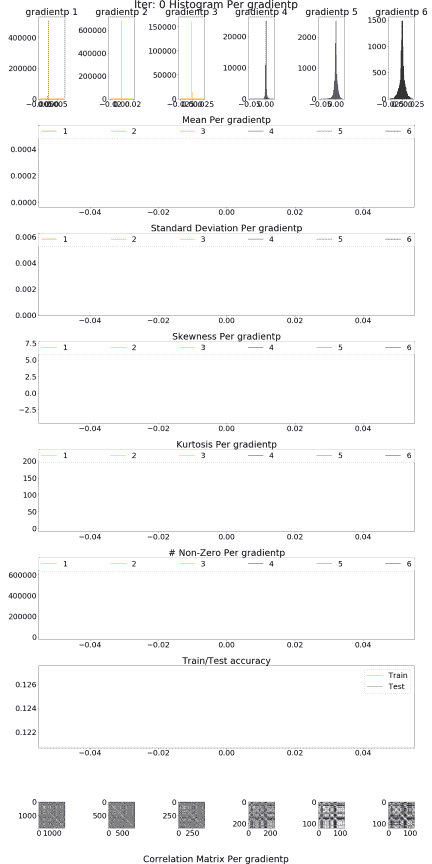 Iter: 0 Histogram Per gradientp
gradientp 1 gradientp 2 gradientp 3 gradientp 4 gradientp 5 gradientp 6
400000 200000 0
600000 400000 200000 0
150000 100000 50000 0
20000 10000 0
2000 1000 0
1500 1000 500 0
Mean Per gradientp
1 2 3 4 5 6
0.0004
0.0002
0.0000
−0.04 −0.02 0.00 0.02 0.04
Standard Deviation Per gradientp
0.006
1 2 3 4 5 6
0.004
0.002
0.000
−0.04 −0.02 0.00 0.02 0.04
Skewness Per gradientp
7.5
1 2 3 4 5 6
5.0
2.5
0.0
−2.5
−0.04 −0.02 0.00 0.02 0.04
Kurtosis Per gradientp
1 2 3 4 5 6
200
150
100
50
0
−0.04 −0.02 0.00 0.02 0.04
# Non-Zero Per gradientp
1 2 3 4 5 6
600000
400000
200000
0
−0.04 −0.02 0.00 0.02 0.04
Train/Test accuracy
Train
Test
0.126
0.124
0.122
−0.04 −0.02 0.00 0.02 0.04
0 0 0 0 0 0
1000 500 250 200 100 100
0 1000 0 500 0 250 0 200 0 100 0 100
Correlation Matrix Per gradientp